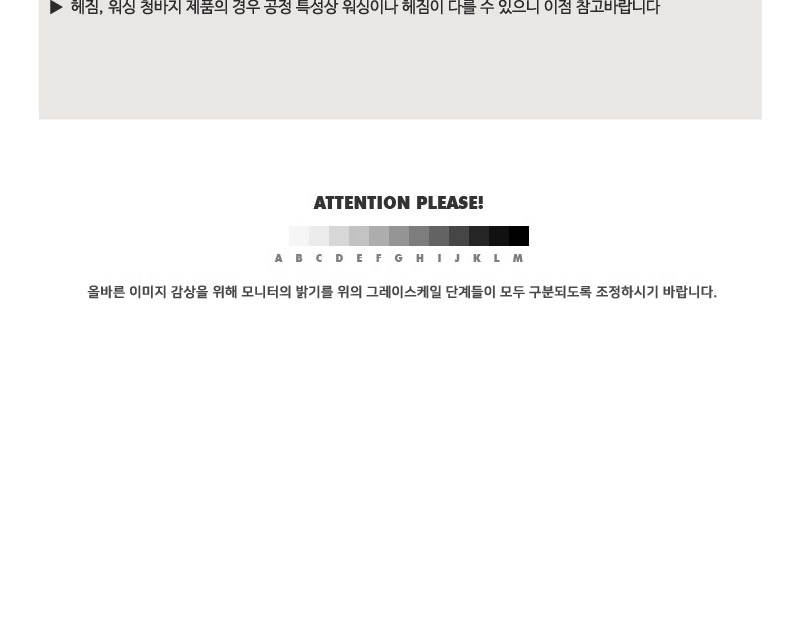 ▶ 헤짐, 워싱 청바지 제품의 경우 공정 특성상 워싱이나 헤짐이 다를 수 있으니 이점 참고바랍니다
ATTENTION PLEASE!
A B C D E F G H I J K L M
올바른 이미지 감상을 위해 모니터의 밝기를 위의 그레이스케일 단계들이 모두 구분되도록 조정하시기 바랍니다.